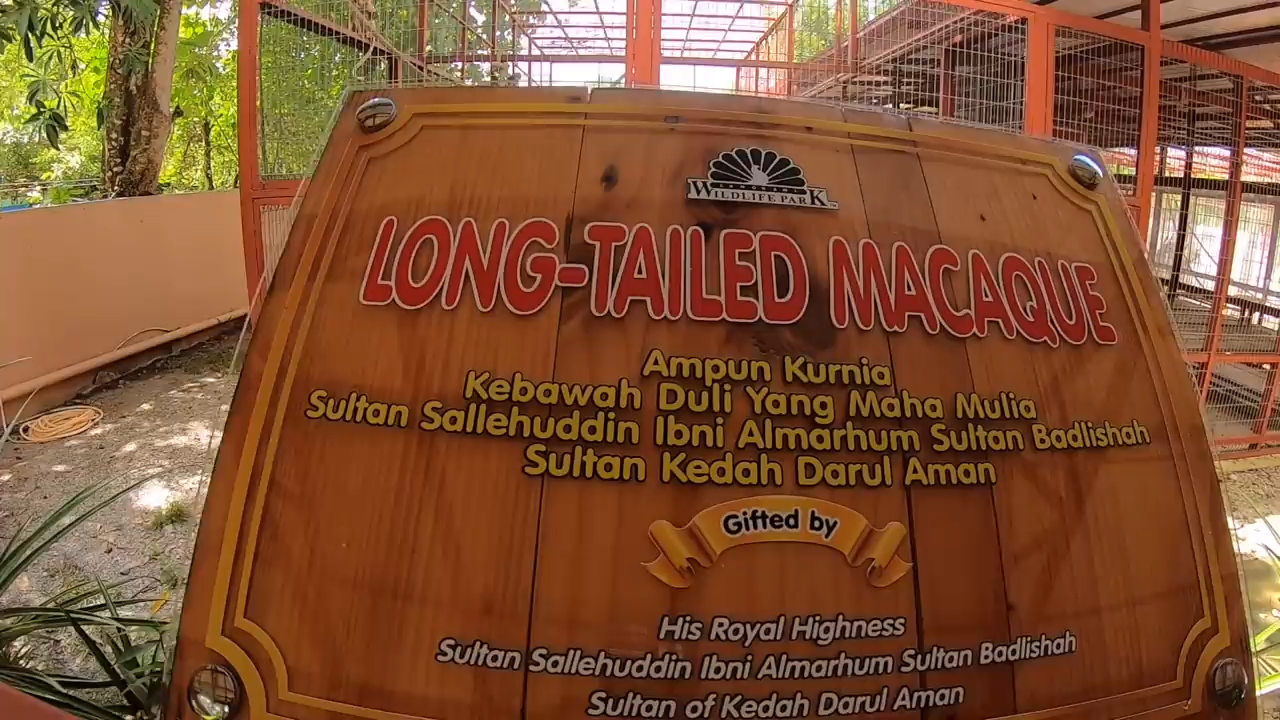 LANGKAWI
WILDLIFE PARK
LONG-TAILED MACAQUE
Ampun Kurnia
Kebawah Duli Yang Maha Mulia
Sultan Sallehuddin Ibni Almarhum Sultan Badlishah
Sultan Kedah Darul Aman
Gifted by
His Royal Highness
Sultan Sallehuddin Ibni Almarhum Sultan Badlishah
Sultan of Kedah Darul Aman